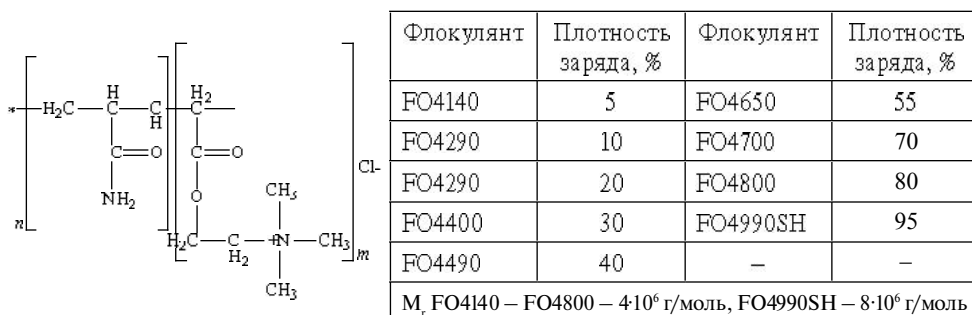 *
H₂C
H
C
C
H
H₂
C
C
O
NH₂
n
C
O
O
H₂C
C
H₂
+N
CH₃
CH₃
CH₃
m
Cl-
Флокулянт Плотность заряда, % Флокулянт Плотность заряда, %
FO4140 5 FO4650 55
FO4290 10 FO4700 70
FO4290 20 FO4800 80
FO4400 30 FO4990SH 95
FO4490 40 – –
Mᵣ FO4140 – FO4800 – 4·10⁶ г/моль, FO4990SH – 8·10⁶ г/моль